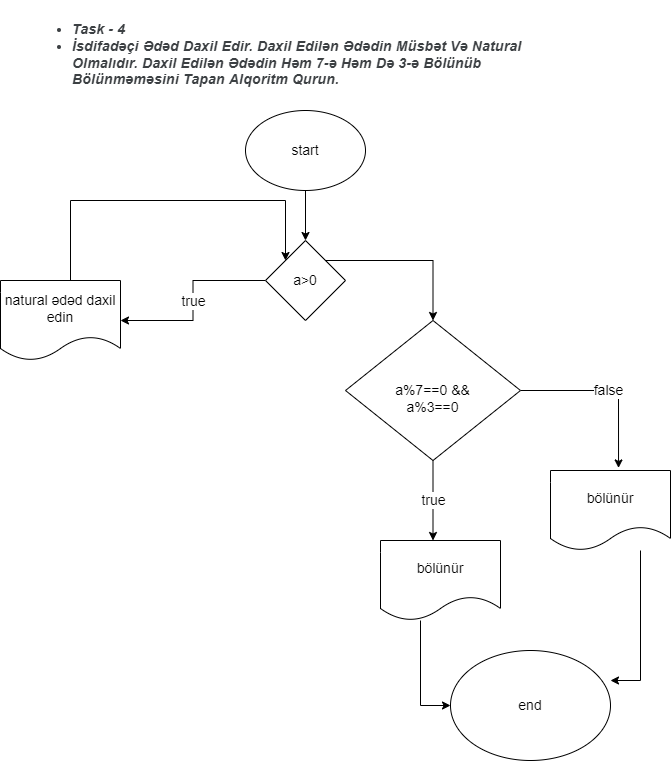 Task - 4
İsdifadəçi Ədəd Daxil Edir. Daxil Edilən Ədədin Müsbət Və Natural
Olmalıdır. Daxil Edilən Ədədin Həm 7-ə Həm Də 3-ə Bölünüb
Bölünməməsini Tapan Alqoritm Qurun.
start
a>0
true
natural ədəd daxil
edin
a%7==0 &&
a%3==0
false
bölünür
true
bölünür
end